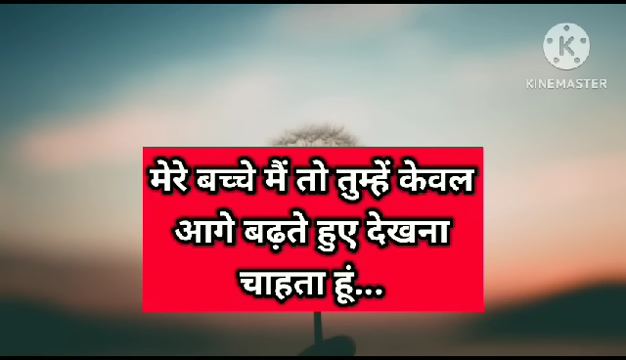 KINEMASTER
मेरे बच्चे मैं तो तुम्हें केवल
आगे बढ़ते हुए देखना
चाहता हूं...